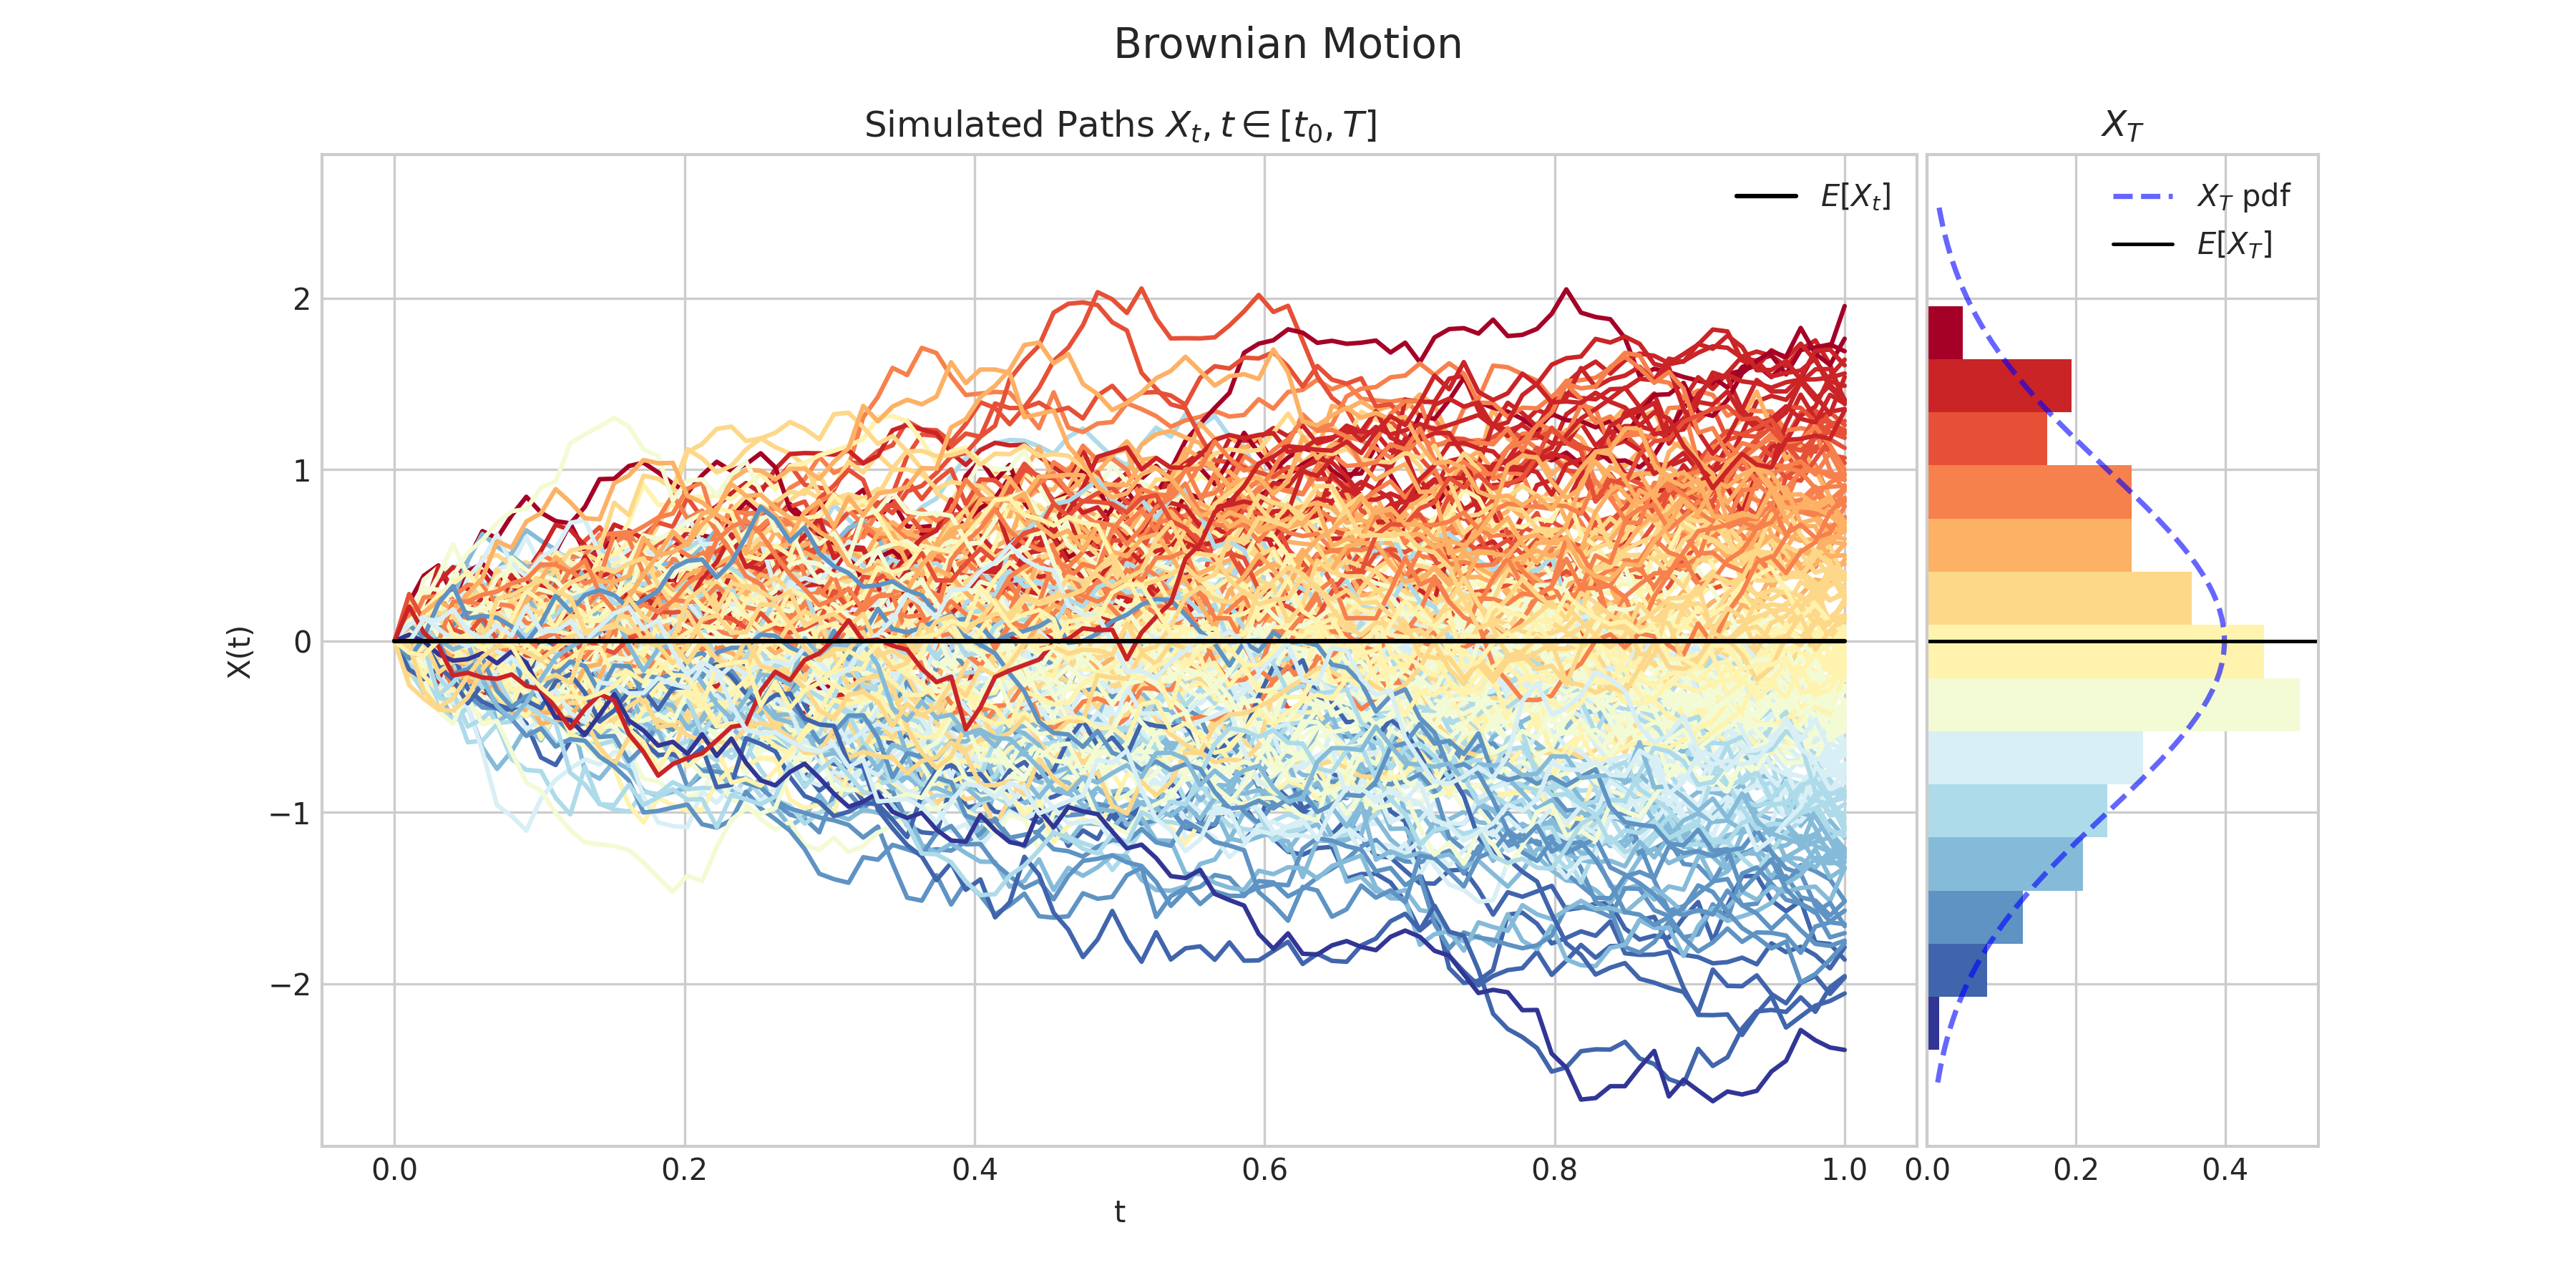 Brownian Motion
Simulated Paths $X_t, t \in [t_0, T]$
$X_T$
$E[X_t]$
$X_T$ pdf
$E[X_T]$
X(t)
2
1
0
−1
−2
0.0 0.2 0.4 0.6 0.8 1.0
0.0 0.2 0.4
t